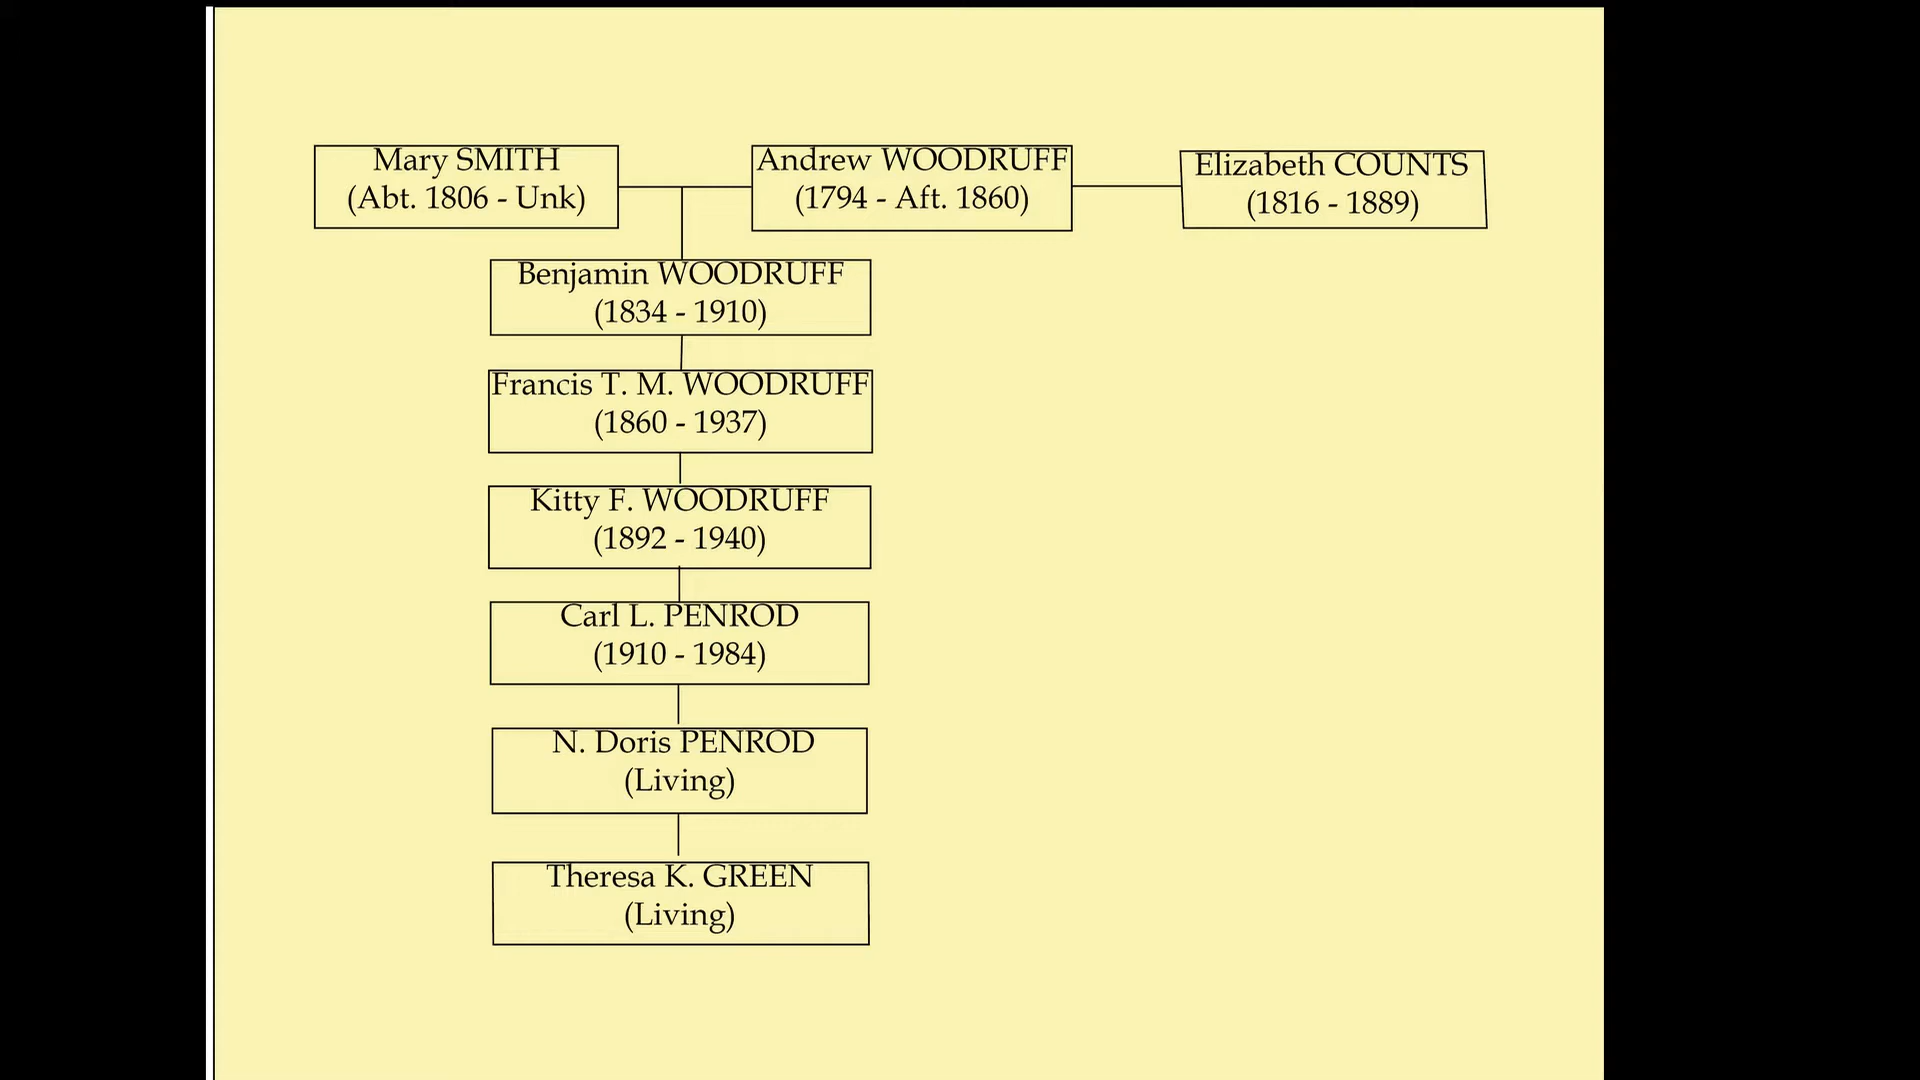 Mary SMITH
(Abt. 1806 - Unk)
Andrew WOODRUFF
(1794 - Aft. 1860)
Elizabeth COUNTS
(1816 - 1889)
Benjamin WOODRUFF
(1834 - 1910)
Francis T. M. WOODRUFF
(1860 - 1937)
Kitty F. WOODRUFF
(1892 - 1940)
Carl L. PENROD
(1910 - 1984)
N. Doris PENROD
(Living)
Theresa K. GREEN
(Living)